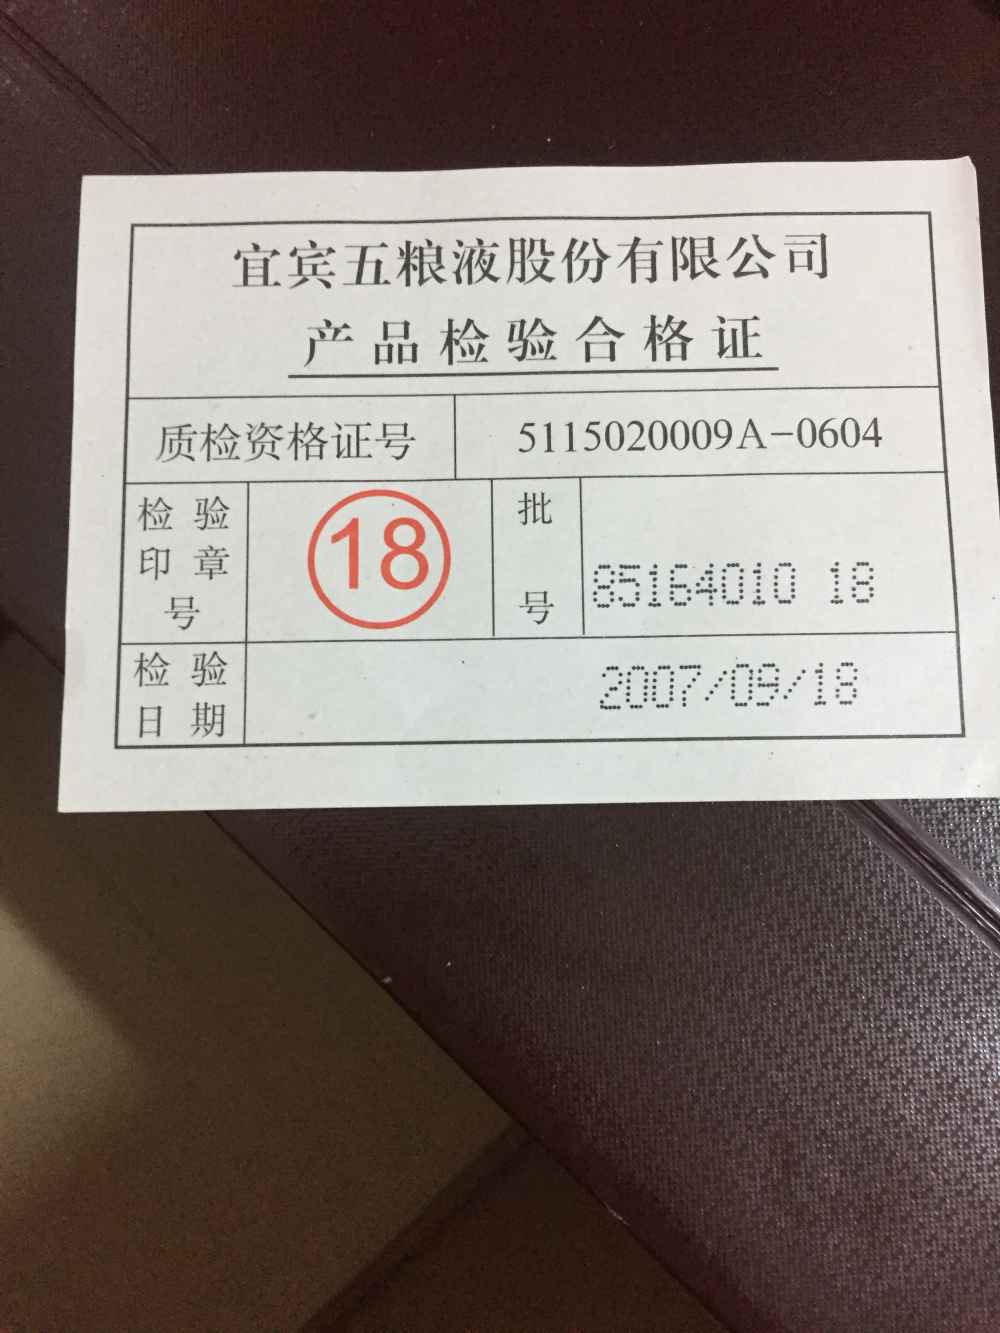 宜宾五粮液股份有限公司
产品检验合格证
质检资格证号 5115020009A-0604
检验印章号 18 批号 85164010 18
检验日期 2007/09/18